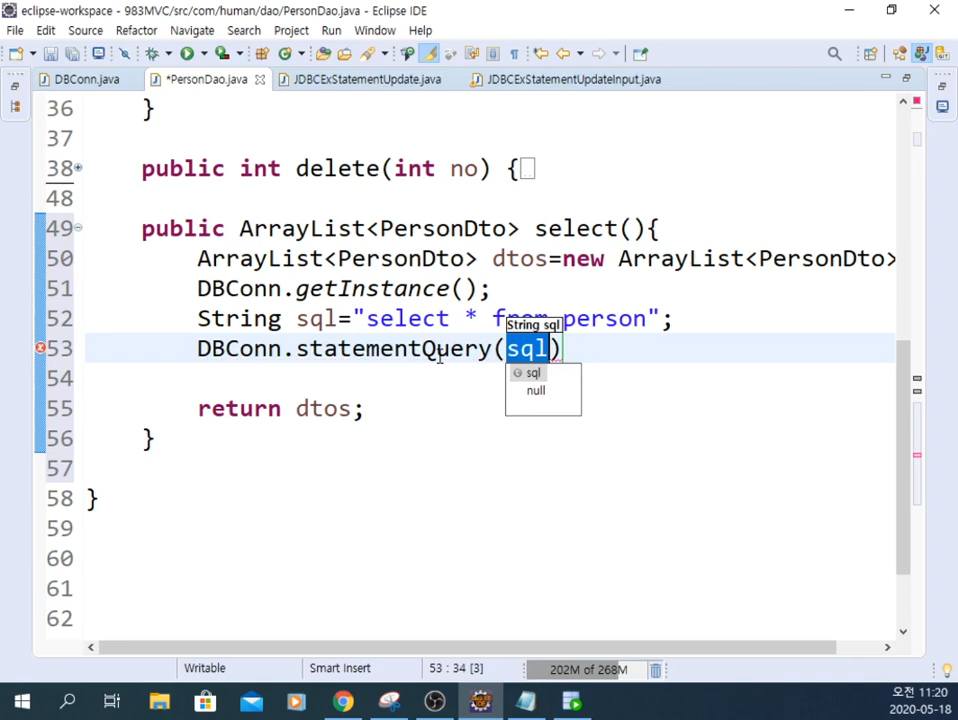 eclipse-workspace - 983MVC/src/com/human/dao/PersonDao.java - Eclipse IDE
File Edit Source Refactor Navigate Search Project Run Window Help
DBConn.java *PersonDao.java JDBCExStatementUpdate.java JDBCExStatementUpdateInput.java
36 }
37
38 public int delete(int no) {
48
49 public ArrayList<PersonDto> select(){
50 ArrayList<PersonDto> dtos=new ArrayList<PersonDto>
51 DBConn.getInstance();
52 String sql="select * from person";
String sql
53 DBConn.statementQuery(sql)
sql
null
54
55 return dtos;
56 }
57
58 }
59
60
61
62
Writable Smart Insert 53 : 34 [3] 202M of 268M
오전 11:20
2020-05-18